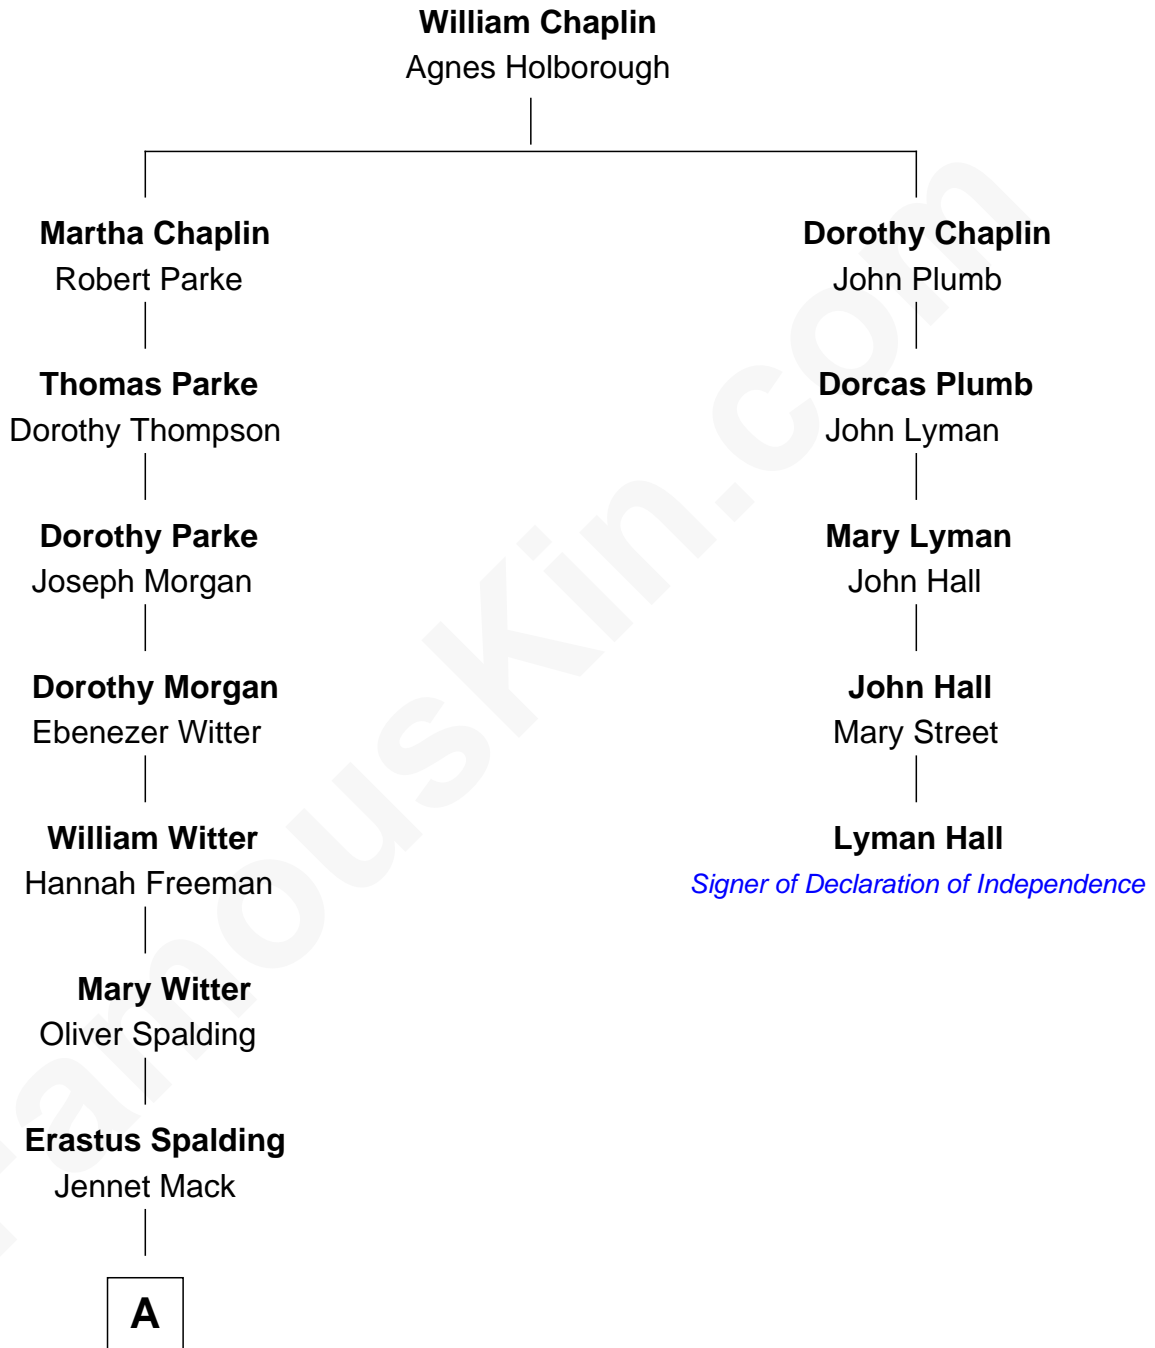 William Chaplin
Agnes Holborough
Martha Chaplin
Robert Parke
Thomas Parke
Dorothy Thompson
Dorothy Parke
Joseph Morgan
Dorothy Morgan
Ebenezer Witter
William Witter
Hannah Freeman
Mary Witter
Oliver Spalding
Erastus Spalding
Jennet Mack
A
Dorothy Chaplin
John Plumb
Dorcas Plumb
John Lyman
Mary Lyman
John Hall
John Hall
Mary Street
Lyman Hall
Signer of Declaration of Independence
FamousKin.com